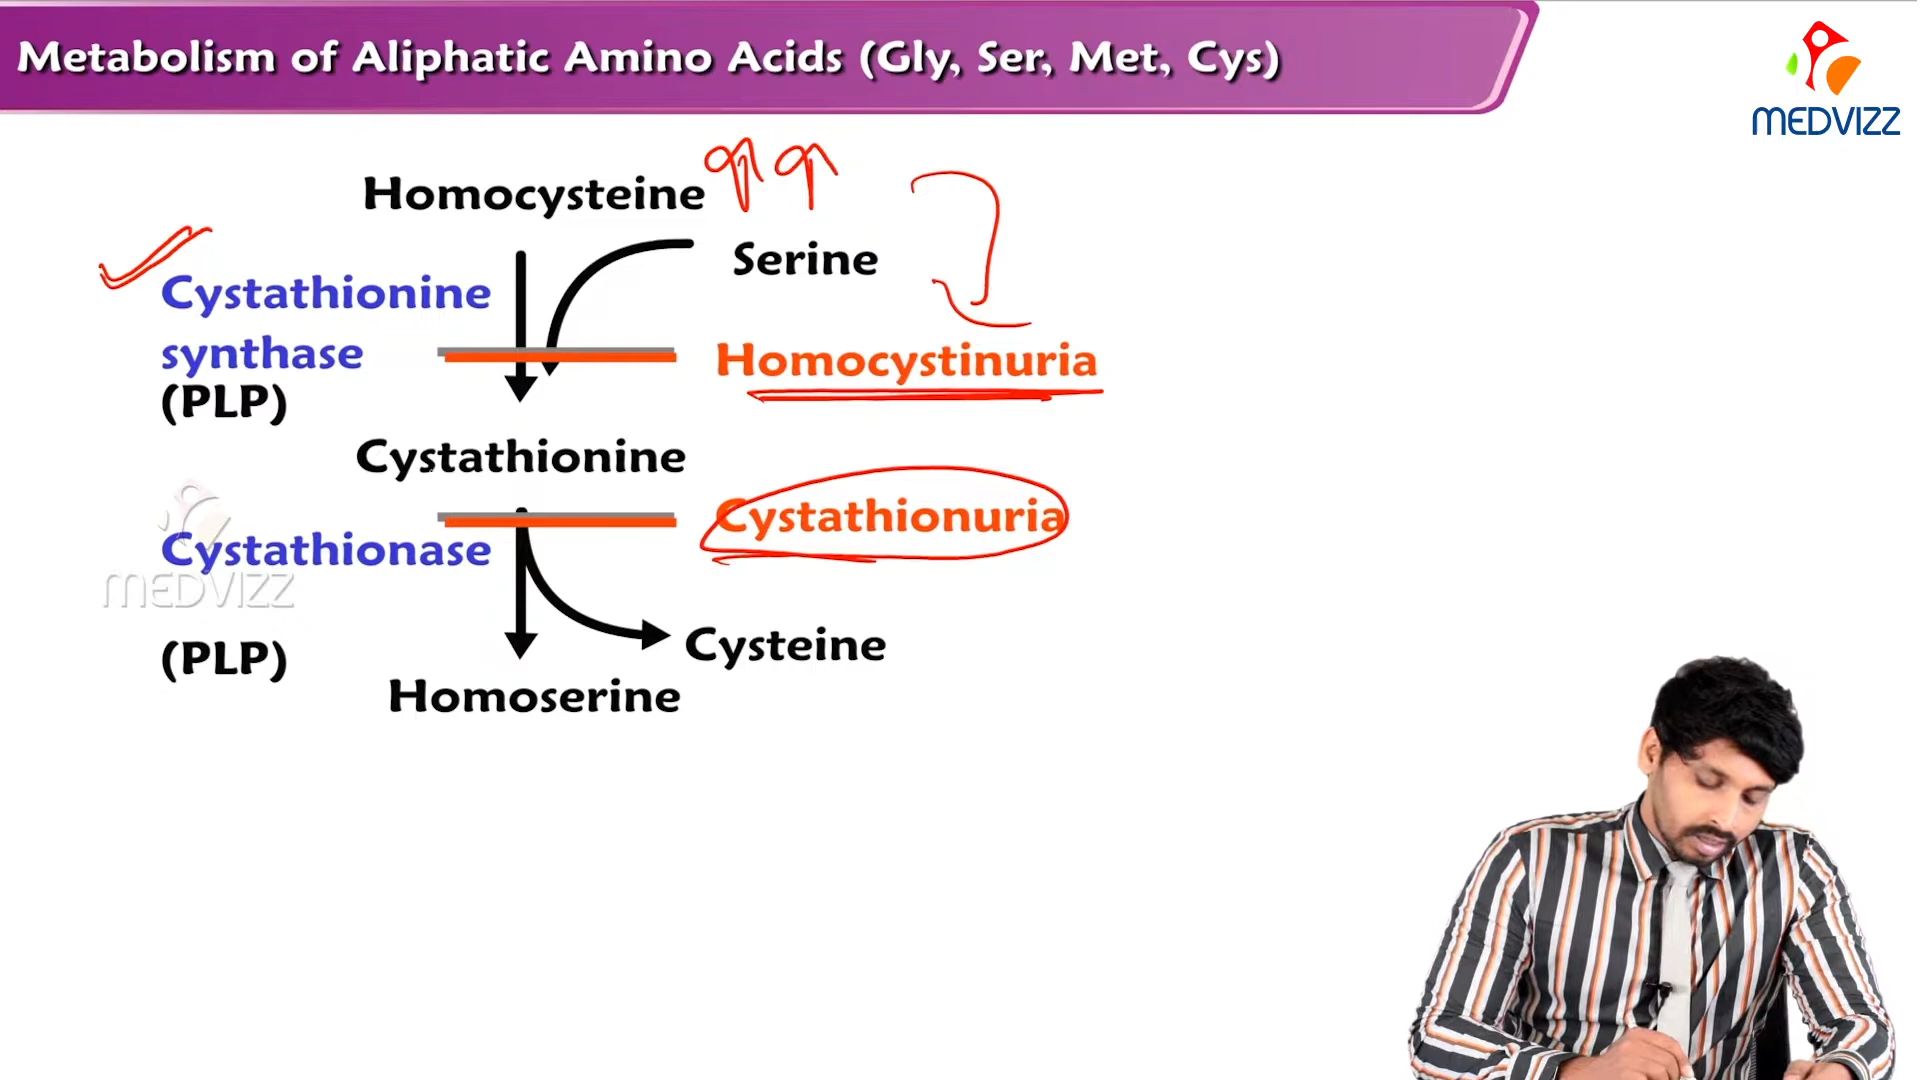 Metabolism of Aliphatic Amino Acids (Gly, Ser, Met, Cys)
MEDVIZZ
Homocysteine
Serine
Cystathionine
synthase
(PLP)
Homocystinuria
Cystathionine
Cystathionuria
Cystathionase
MEDVIZZ
(PLP)
Cysteine
Homoserine